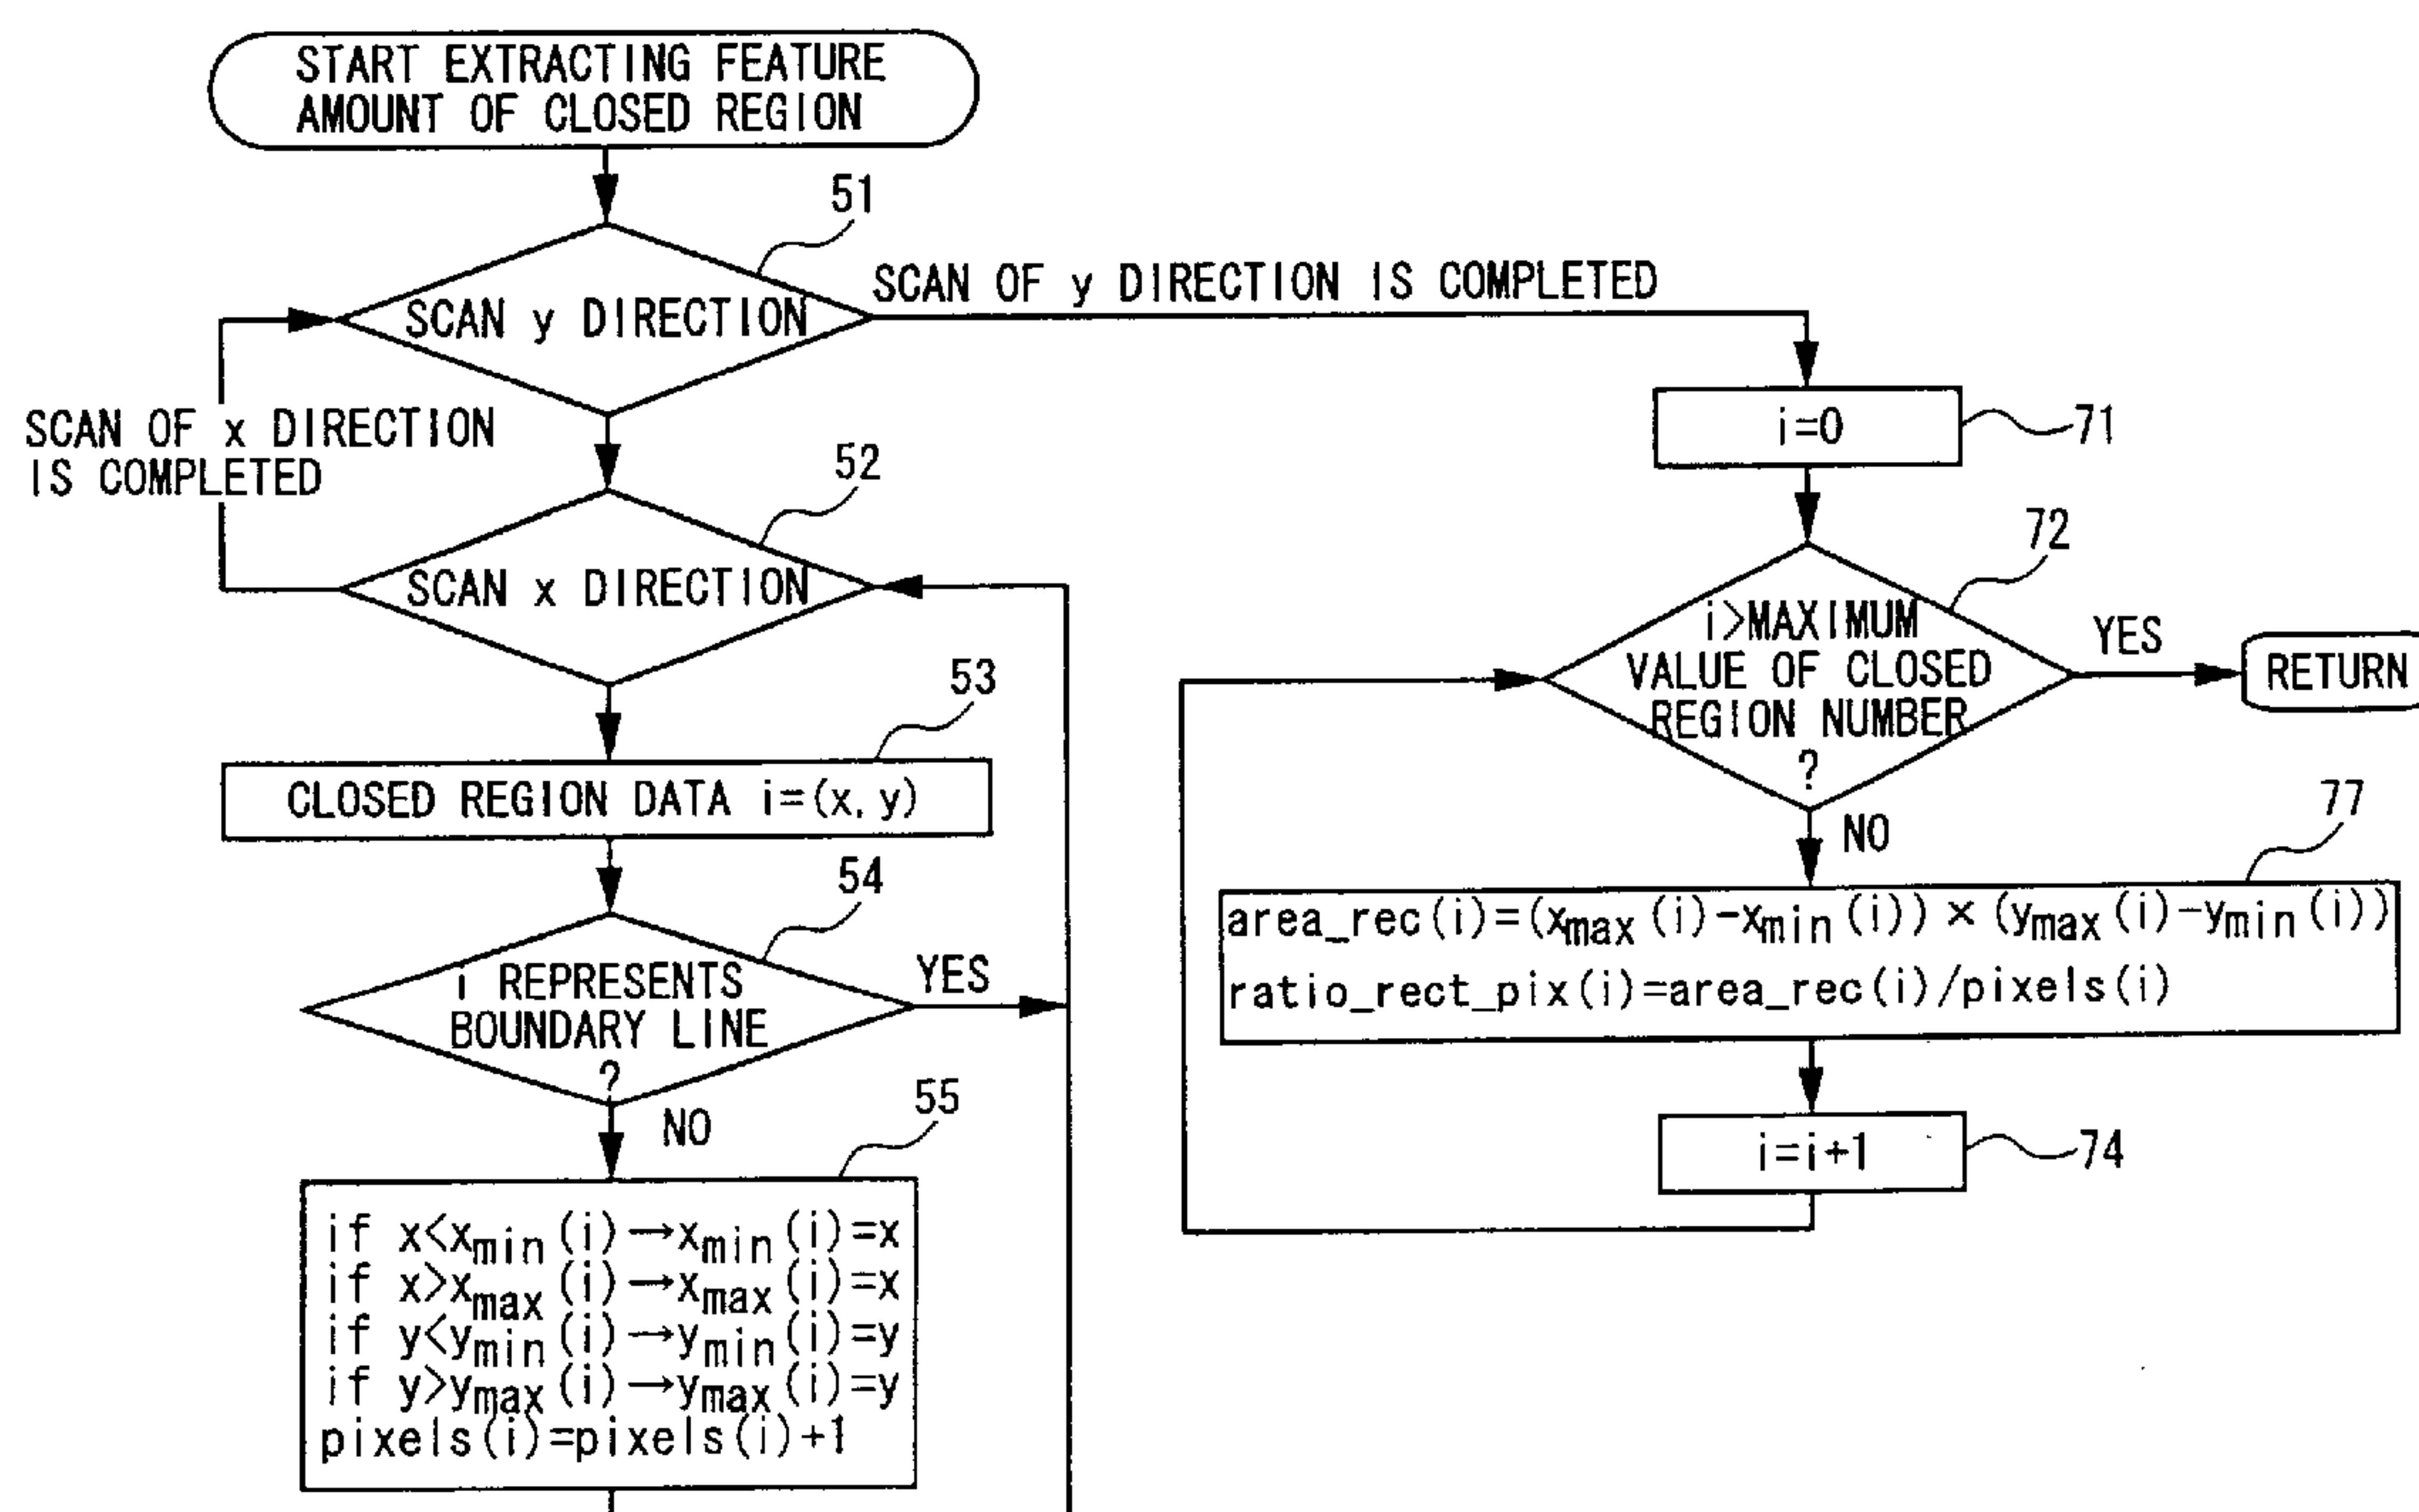 START EXTRACTING FEATURE
AMOUNT OF CLOSED REGION
51
SCAN y DIRECTION
SCAN OF y DIRECTION IS COMPLETED
SCAN OF x DIRECTION
IS COMPLETED
52
SCAN x DIRECTION
53
CLOSED REGION DATA i=(x, y)
54
i REPRESENTS
BOUNDARY LINE
?
YES
NO
55
if x<xmin(i)→xmin(i)=x
if x>xmax(i)→xmax(i)=x
if y<ymin(i)→ymin(i)=y
if y>ymax(i)→ymax(i)=y
pixels(i)=pixels(i)+1
i=0
71
72
i>MAXIMUM
VALUE OF CLOSED
REGION NUMBER
?
YES
RETURN
NO
77
area_rec(i)=(xmax(i)-xmin(i))×(ymax(i)-ymin(i))
ratio_rect_pix(i)=area_rec(i)/pixels(i)
i=i+1
74